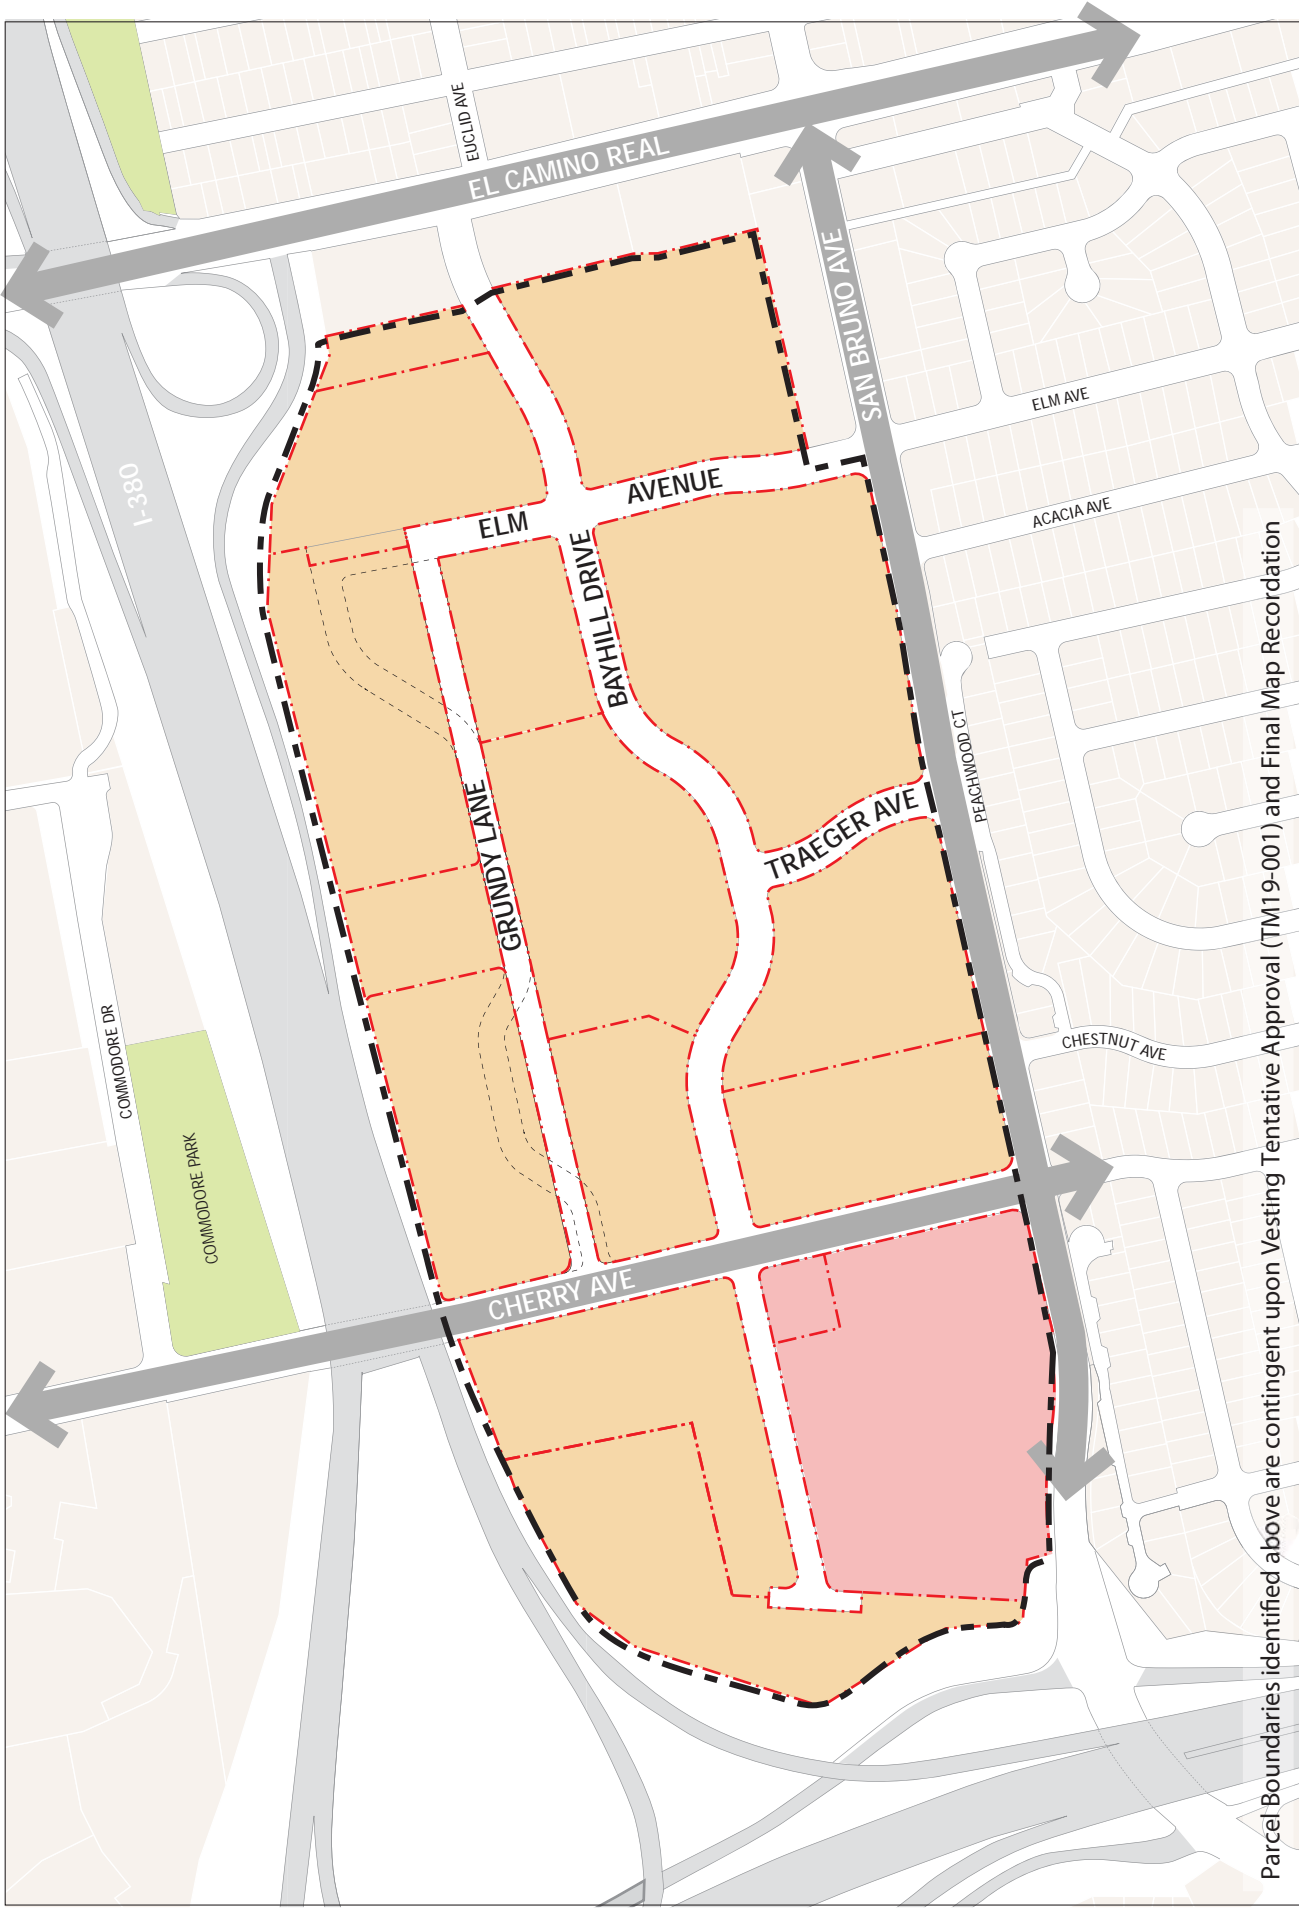 EUCLID AVE
EL CAMINO REAL
SAN BRUNO AVE
I-380
ELM AVE
AVENUE
ELM
ACACIA AVE
BAYHILL DRIVE
PEACHWOOD CT
GRUNDY LANE
TRAEGER AVE
COMMODORE DR
CHESTNUT AVE
COMMODORE PARK
CHERRY AVE
Parcel Boundaries identified above are contingent upon Vesting Tentative Approval (TM19-001) and Final Map Recordation